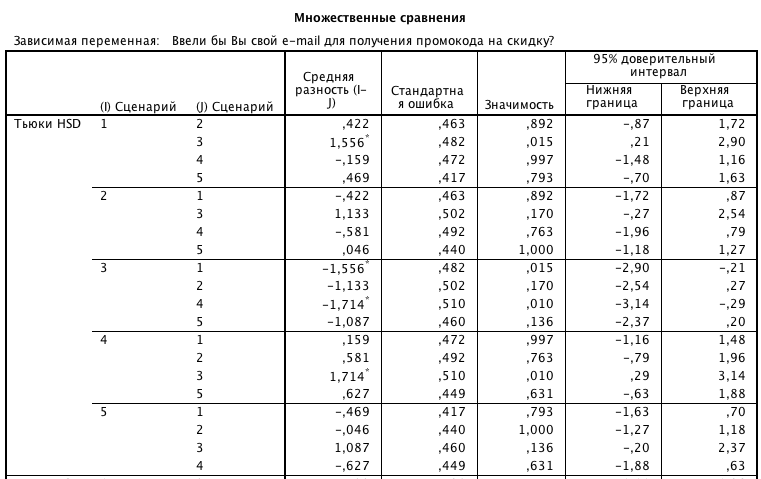 Множественные сравнения
Зависимая переменная: Ввели бы Вы свой e-mail для получения промокода на скидку?
(I) Сценарий (J) Сценарий Средняя разность (I-J) Стандартная ошибка Значимость 95% доверительный интервал
Нижняя граница Верхняя граница
Тьюки HSD 1 2 ,422 ,463 ,892 -,87 1,72
3 1,556* ,482 ,015 ,21 2,90
4 -,159 ,472 ,997 -1,48 1,16
5 ,469 ,417 ,793 -,70 1,63
2 1 -,422 ,463 ,892 -1,72 ,87
3 1,133 ,502 ,170 -,27 2,54
4 -,581 ,492 ,763 -1,96 ,79
5 ,046 ,440 1,000 -1,18 1,27
3 1 -1,556* ,482 ,015 -2,90 -,21
2 -1,133 ,502 ,170 -2,54 ,27
4 -1,714* ,510 ,010 -3,14 -,29
5 -1,087 ,460 ,136 -2,37 ,20
4 1 ,159 ,472 ,997 -1,16 1,48
2 ,581 ,492 ,763 -,79 1,96
3 1,714* ,510 ,010 ,29 3,14
5 ,627 ,449 ,631 -,63 1,88
5 1 -,469 ,417 ,793 -1,63 ,70
2 -,046 ,440 1,000 -1,27 1,18
3 1,087 ,460 ,136 -,20 2,37
4 -,627 ,449 ,631 -1,88 ,63